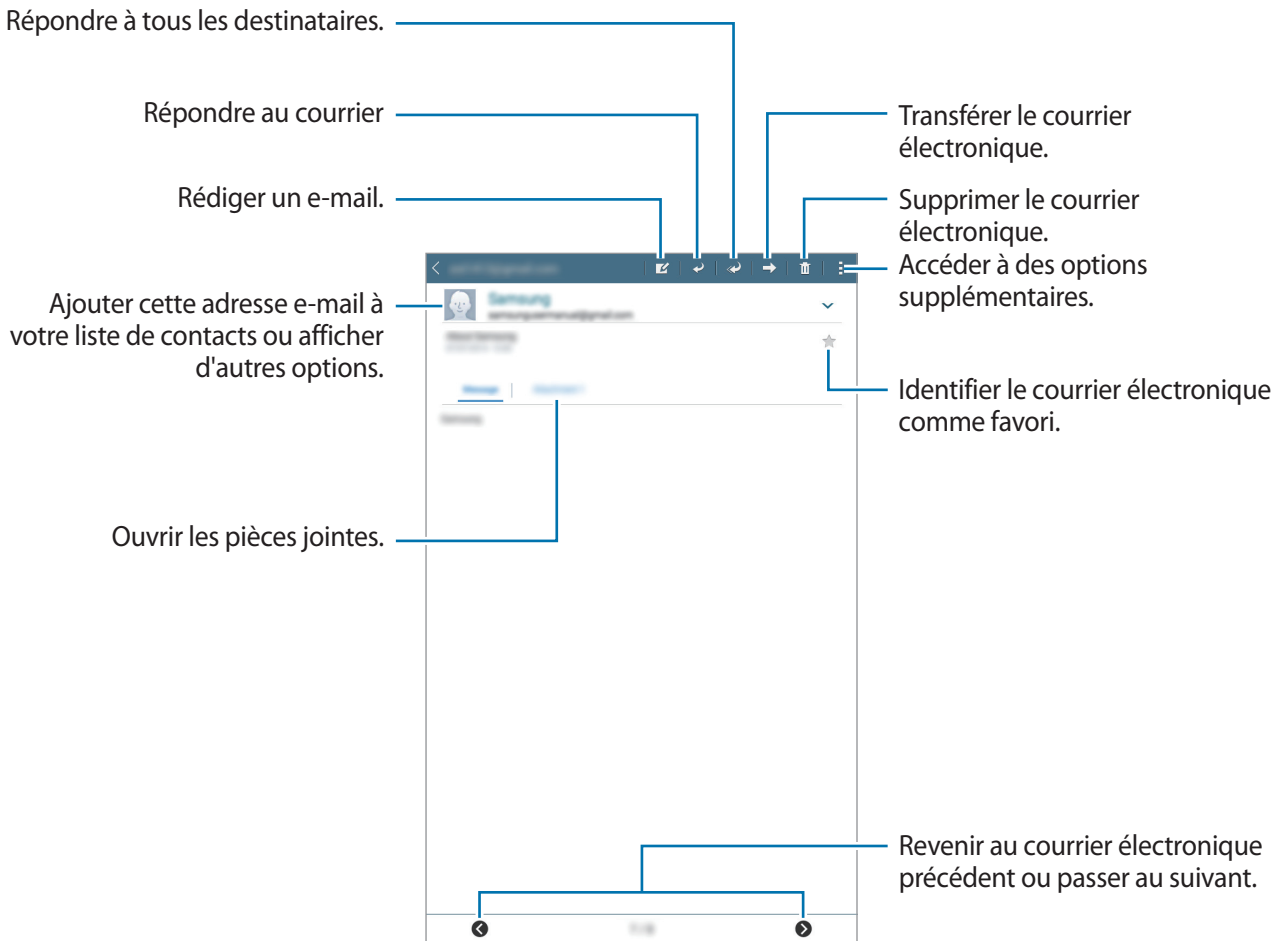 Répondre à tous les destinataires.
Répondre au courrier
Rédiger un e-mail.
Ajouter cette adresse e-mail à
votre liste de contacts ou afficher
d'autres options.
Ouvrir les pièces jointes.
Transférer le courrier
électronique.
Supprimer le courrier
électronique.
Accéder à des options
supplémentaires.
Samsung
Identifier le courrier électronique
comme favori.
Revenir au courrier électronique
précédent ou passer au suivant.